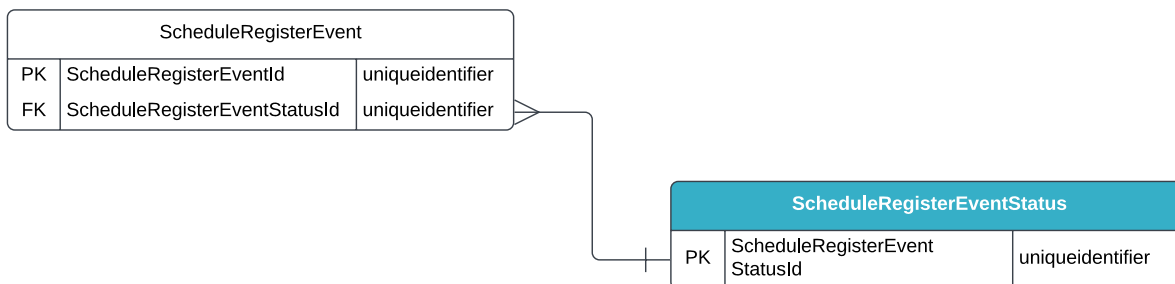 ScheduleRegisterEvent
PK ScheduleRegisterEventId uniqueidentifier
FK ScheduleRegisterEventStatusId uniqueidentifier
ScheduleRegisterEventStatus
PK ScheduleRegisterEvent
StatusId uniqueidentifier